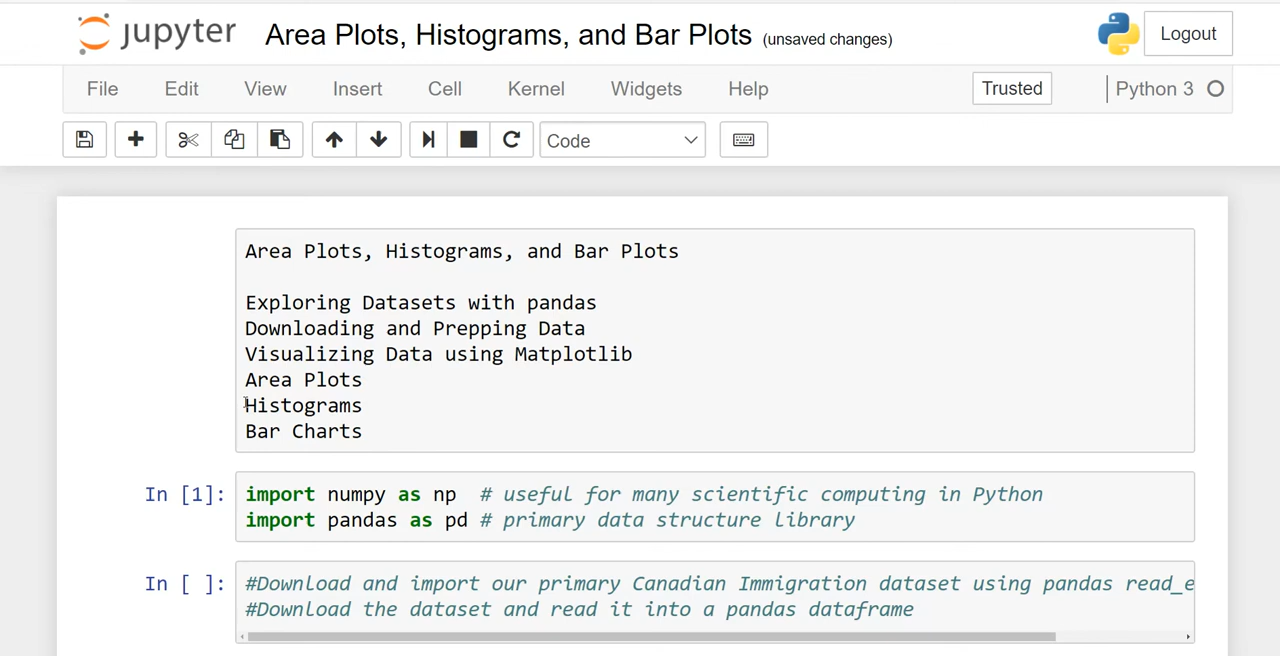 jupyter Area Plots, Histograms, and Bar Plots (unsaved changes) Logout
File Edit View Insert Cell Kernel Widgets Help Trusted Python 3
Code
Area Plots, Histograms, and Bar Plots
Exploring Datasets with pandas
Downloading and Prepping Data
Visualizing Data using Matplotlib
Area Plots
Histograms
Bar Charts
In [1]: import numpy as np # useful for many scientific computing in Python
import pandas as pd # primary data structure library
In [ ]: #Download and import our primary Canadian Immigration dataset using pandas read_e
#Download the dataset and read it into a pandas dataframe